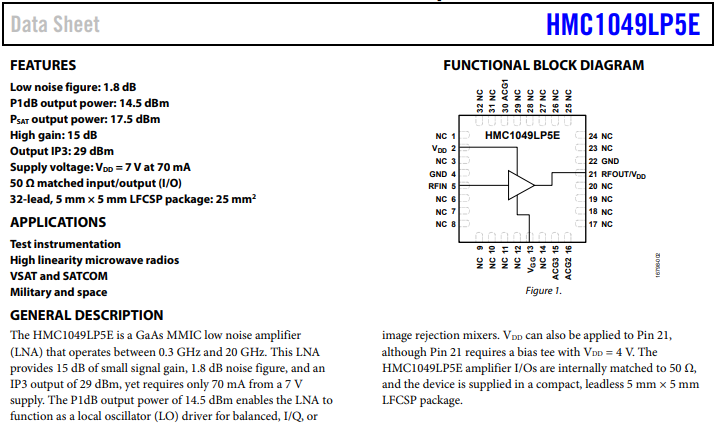 Data Sheet
HMC1049LP5E
FEATURES
Low noise figure: 1.8 dB
P1dB output power: 14.5 dBm
PSAT output power: 17.5 dBm
High gain: 15 dB
Output IP3: 29 dBm
Supply voltage: VDD = 7 V at 70 mA
50 Ω matched input/output (I/O)
32-lead, 5 mm × 5 mm LFCSP package: 25 mm²
APPLICATIONS
Test instrumentation
High linearity microwave radios
VSAT and SATCOM
Military and space
GENERAL DESCRIPTION
The HMC1049LP5E is a GaAs MMIC low noise amplifier
(LNA) that operates between 0.3 GHz and 20 GHz. This LNA
provides 15 dB of small signal gain, 1.8 dB noise figure, and an
IP3 output of 29 dBm, yet requires only 70 mA from a 7 V
supply. The P1dB output power of 14.5 dBm enables the LNA to
function as a local oscillator (LO) driver for balanced, I/Q, or
FUNCTIONAL BLOCK DIAGRAM
32 NC
31 NC
30 ACG1
29 NC
28 NC
27 NC
26 NC
25 NC
HMC1049LP5E
NC 1
VDD 2
NC 3
GND 4
RFIN 5
NC 6
NC 7
NC 8
24 NC
23 NC
22 GND
21 RFOUT/VDD
20 NC
19 NC
18 NC
17 NC
NC 9
NC 10
NC 11
NC 12
VGG 13
NC 14
ACG3 15
ACG2 16
Figure 1.
image rejection mixers. VDD can also be applied to Pin 21,
although Pin 21 requires a bias tee with VDD = 4 V. The
HMC1049LP5E amplifier I/Os are internally matched to 50 Ω,
and the device is supplied in a compact, leadless 5 mm × 5 mm
LFCSP package.